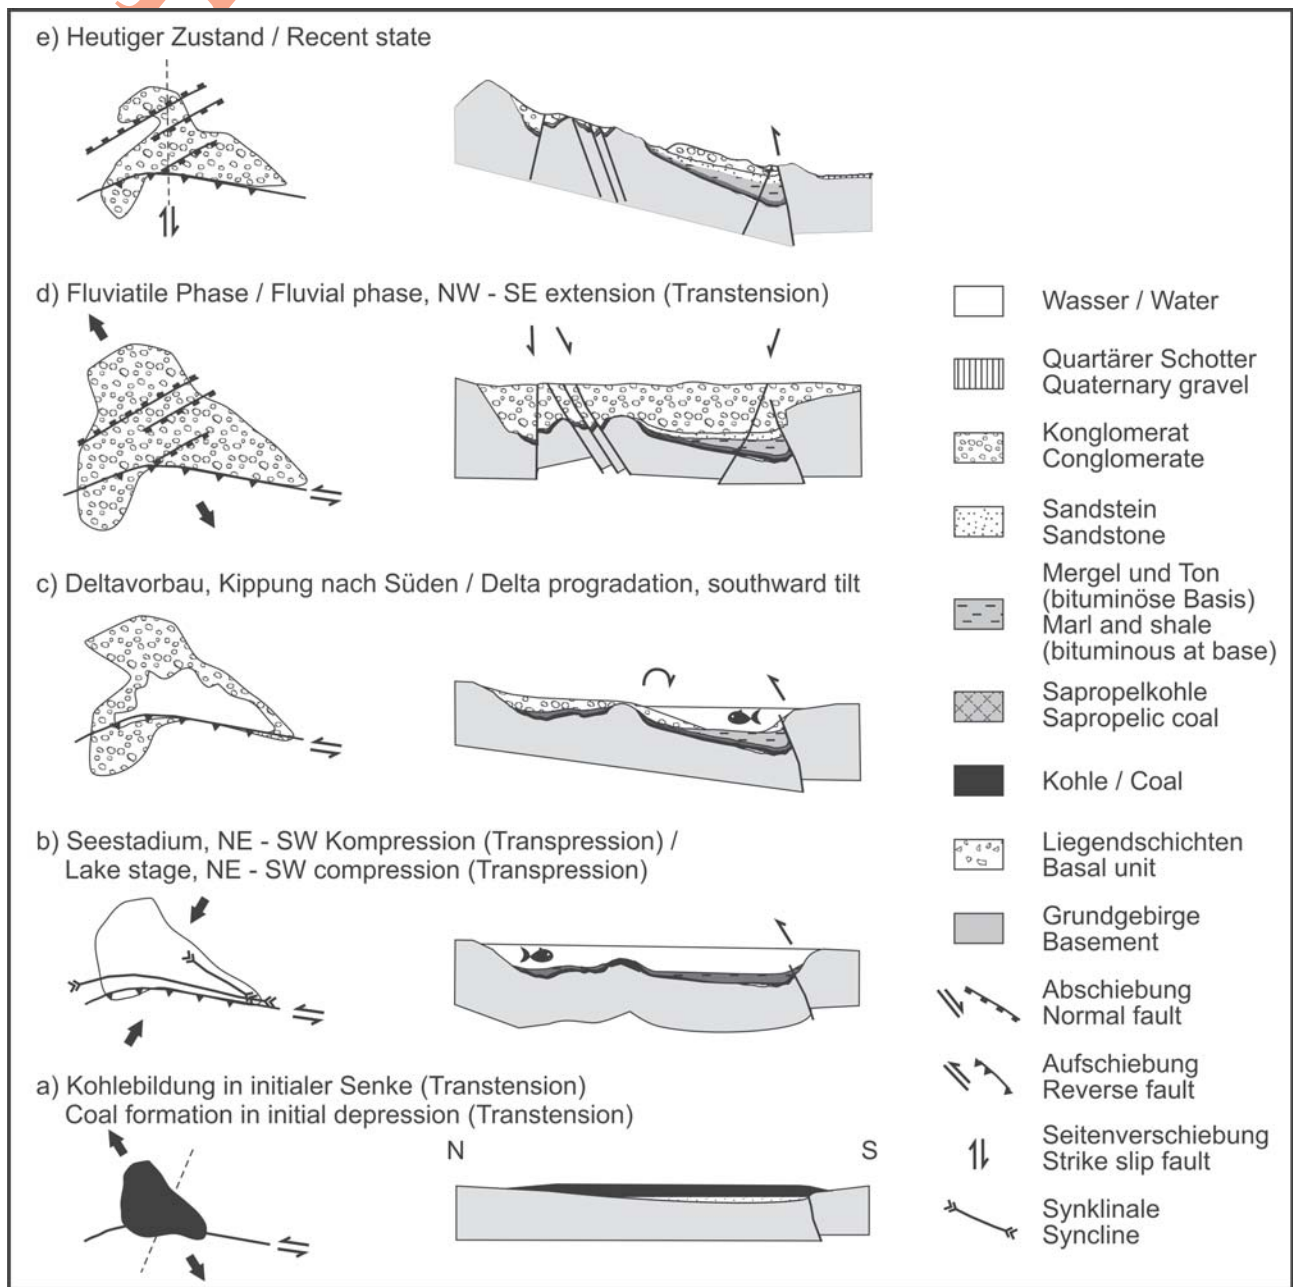 e) Heutiger Zustand / Recent state
d) Fluviatile Phase / Fluvial phase, NW - SE extension (Transtension)
c) Deltavorbau, Kippung nach Süden / Delta progradation, southward tilt
b) Seestadium, NE - SW Kompression (Transpression) /
Lake stage, NE - SW compression (Transpression)
a) Kohlebildung in initialer Senke (Transtension)
Coal formation in initial depression (Transtension)
N
S
Wasser / Water
Quartärer Schotter
Quaternary gravel
Konglomerat
Conglomerate
Sandstein
Sandstone
Mergel und Ton
(bituminöse Basis)
Marl and shale
(bituminous at base)
Sapropelkohle
Sapropelic coal
Kohle / Coal
Liegendschichten
Basal unit
Grundgebirge
Basement
Abschiebung
Normal fault
Aufschiebung
Reverse fault
Seitenverschiebung
Strike slip fault
Synklinale
Syncline